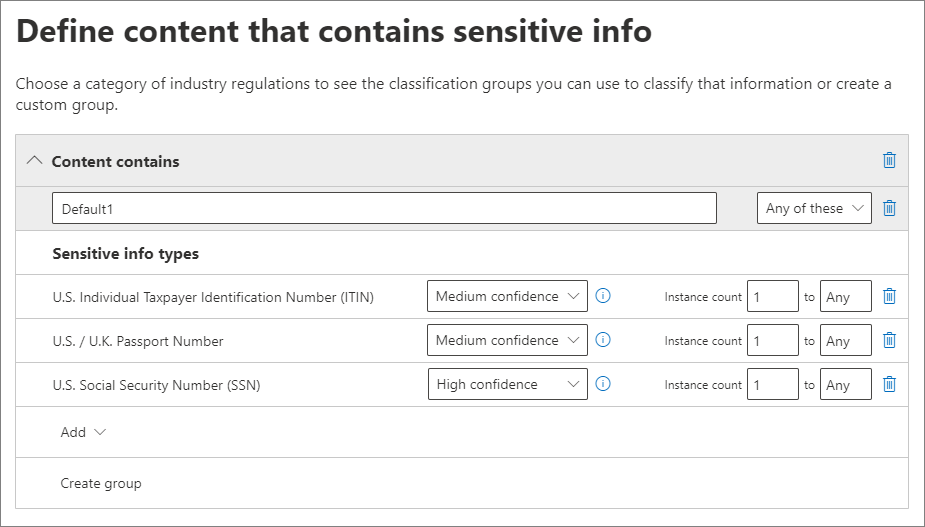 Define content that contains sensitive info
Choose a category of industry regulations to see the classification groups you can use to classify that information or create a
custom group.
Content contains
Default1 Any of these
Sensitive info types
U.S. Individual Taxpayer Identification Number (ITIN) Medium confidence Instance count 1 to Any
U.S. / U.K. Passport Number Medium confidence Instance count 1 to Any
U.S. Social Security Number (SSN) High confidence Instance count 1 to Any
Add
Create group